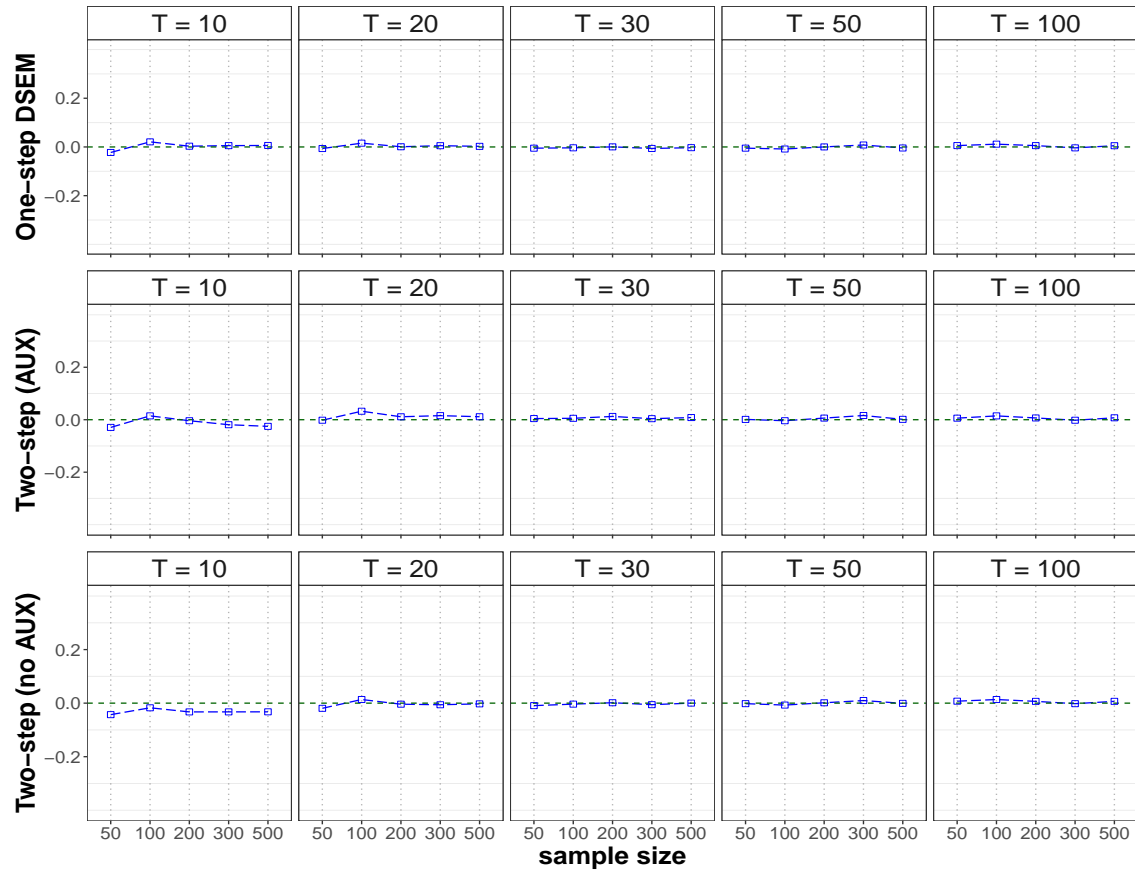 One−step DSEM
T = 10 T = 20 T = 30 T = 50 T = 100
0.2
0.0
−0.2
Two−step (AUX)
T = 10 T = 20 T = 30 T = 50 T = 100
0.2
0.0
−0.2
Two−step (no AUX)
T = 10 T = 20 T = 30 T = 50 T = 100
0.2
0.0
−0.2
50 100 200 300 500 50 100 200 300 500 50 100 200 300 500 50 100 200 300 500 50 100 200 300 500
sample size